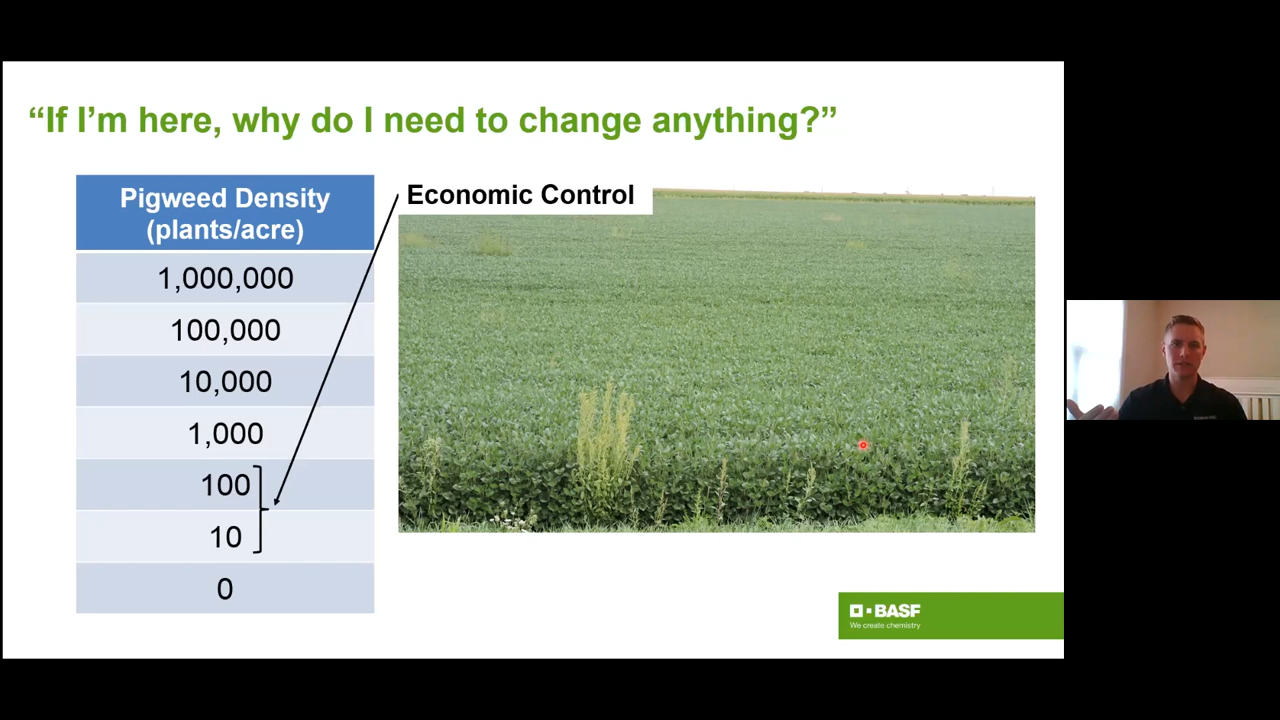 “If I’m here, why do I need to change anything?”
Pigweed Density
(plants/acre)
1,000,000
100,000
10,000
1,000
100
10
0
Economic Control
BASF
We create chemistry